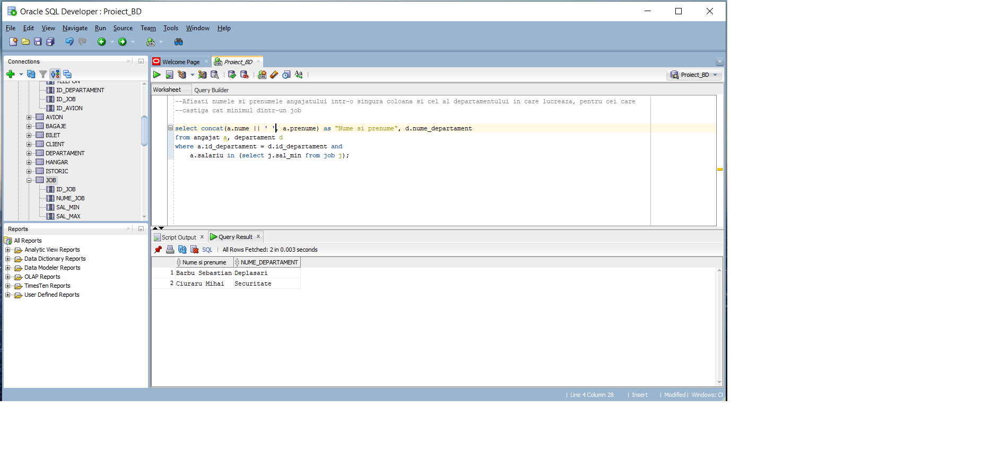 Oracle SQL Developer : Proiect_BD
File Edit View Navigate Run Source Team Tools Window Help
Connections
TELEFON
ID_DEPARTAMENT
ID_JOB
ID_AVION
AVION
BAGAJE
BILET
CLIENT
DEPARTAMENT
HANGAR
ISTORIC
JOB
ID_JOB
NUME_JOB
SAL_MIN
SAL_MAX
Reports
All Reports
Analytic View Reports
Data Dictionary Reports
Data Modeler Reports
OLAP Reports
TimesTen Reports
User Defined Reports
Welcome Page Proiect_BD
Proiect_BD
Worksheet Query Builder
--Afisati numele si prenumele angajatului intr-o singura coloana si cel al departamentului in care lucreaza, pentru cei care
--castiga cat minimul dintr-un job
select concat(a.nume || ' ', a.prenume) as "Nume si prenume", d.nume_departament
from angajat a, departament d
where a.id_departament = d.id_departament and
a.salariu in (select j.sal_min from job j);
Script Output x Query Result x
SQL | All Rows Fetched: 2 in 0.003 seconds
Nume si prenume NUME_DEPARTAMENT
1 Barbu Sebastian Deplasari
2 Ciuraru Mihai Securitate
| Line 4 Column 28 | Insert | Modified | Windows: CF